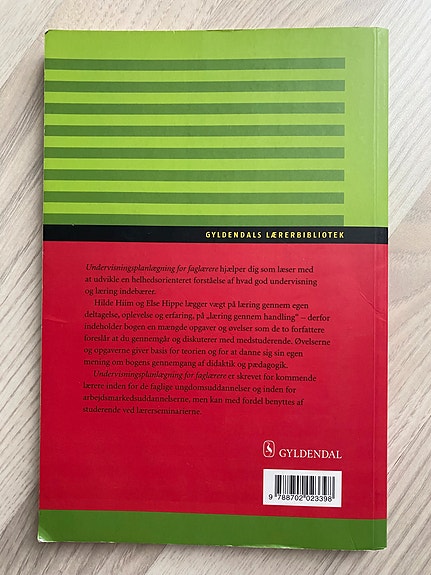 GYLDENDALS LÆRERBIBLIOTEK
Undervisningsplanlægning for faglærere hjælper dig som læser med
at udvikle en helhedsorienteret forståelse af hvad god undervisning
og læring indebærer.
Hilde Hiim og Else Hippe lægger vægt på læring gennem egen
deltagelse, oplevelse og erfaring, på „læring gennem handling" – derfor
indeholder bogen en mængde opgaver og øvelser som de to forfattere
foreslår at du gennemgår og diskuterer med medstuderende. Øvelserne
og opgaverne giver basis for teorien og for at danne sig sin egen
mening om bogens gennemgang af didaktik og pædagogik.
Undervisningsplanlægning for faglærere er skrevet for kommende
lærere inden for de faglige ungdomsuddannelser og inden for
arbejdsmarkedsuddannelserne, men kan med fordel benyttes af
studerende ved lærerseminarierne.
GYLDENDAL
9 788702 023398